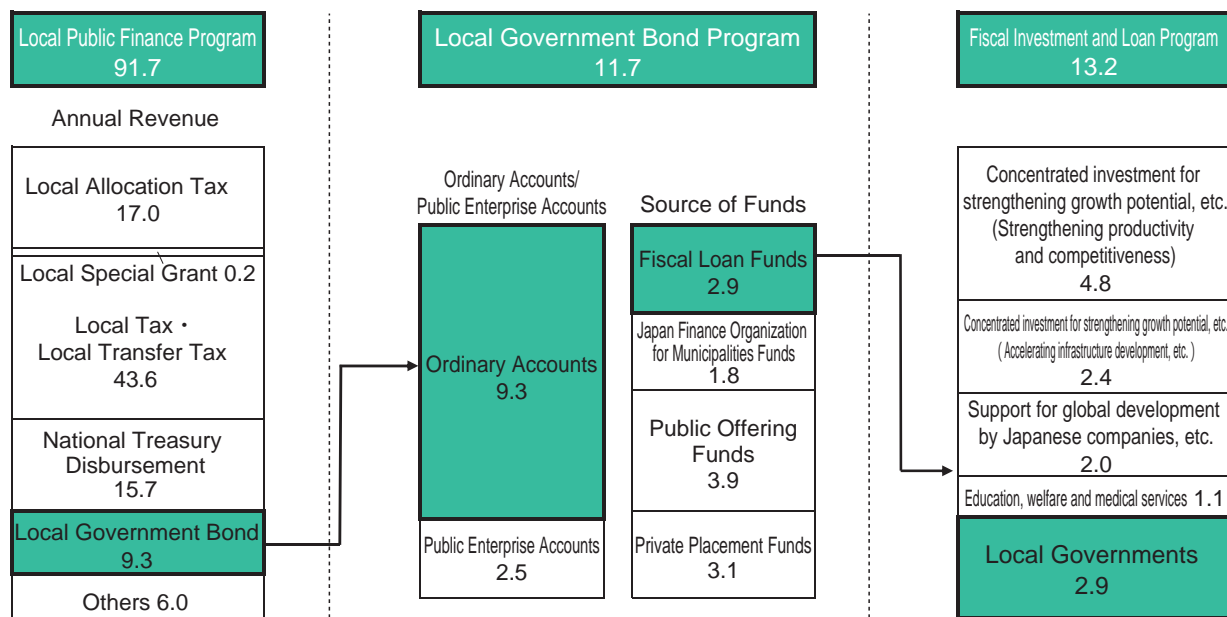 Local Public Finance Program
91.7
Annual Revenue
Local Allocation Tax
17.0
Local Special Grant 0.2
Local Tax・
Local Transfer Tax
43.6
National Treasury
Disbursement
15.7
Local Government Bond
9.3
Others 6.0
Local Government Bond Program
11.7
Ordinary Accounts/
Public Enterprise Accounts
Ordinary Accounts
9.3
Public Enterprise Accounts
2.5
Source of Funds
Fiscal Loan Funds
2.9
Japan Finance Organization
for Municipalities Funds
1.8
Public Offering
Funds
3.9
Private Placement Funds
3.1
Fiscal Investment and Loan Program
13.2
Concentrated investment for
strengthening growth potential, etc.
(Strengthening productivity
and competitiveness)
4.8
Concentrated investment for strengthening growth potential, etc.
( Accelerating infrastructure development, etc. )
2.4
Support for global development
by Japanese companies, etc.
2.0
Education, welfare and medical services 1.1
Local Governments
2.9